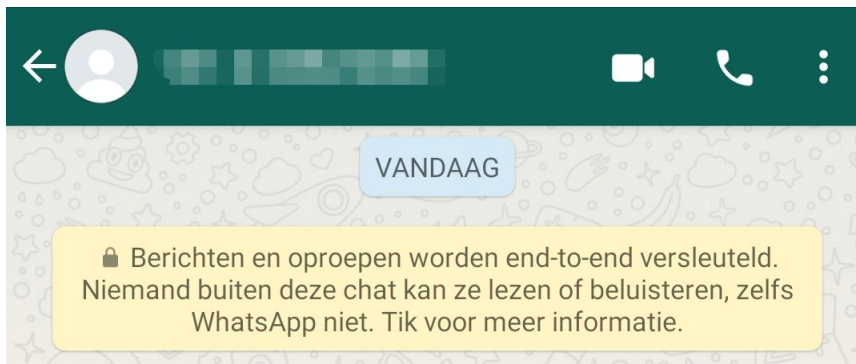 VANDAAG
Berichten en oproepen worden end-to-end versleuteld.
Niemand buiten deze chat kan ze lezen of beluisteren, zelfs
WhatsApp niet. Tik voor meer informatie.